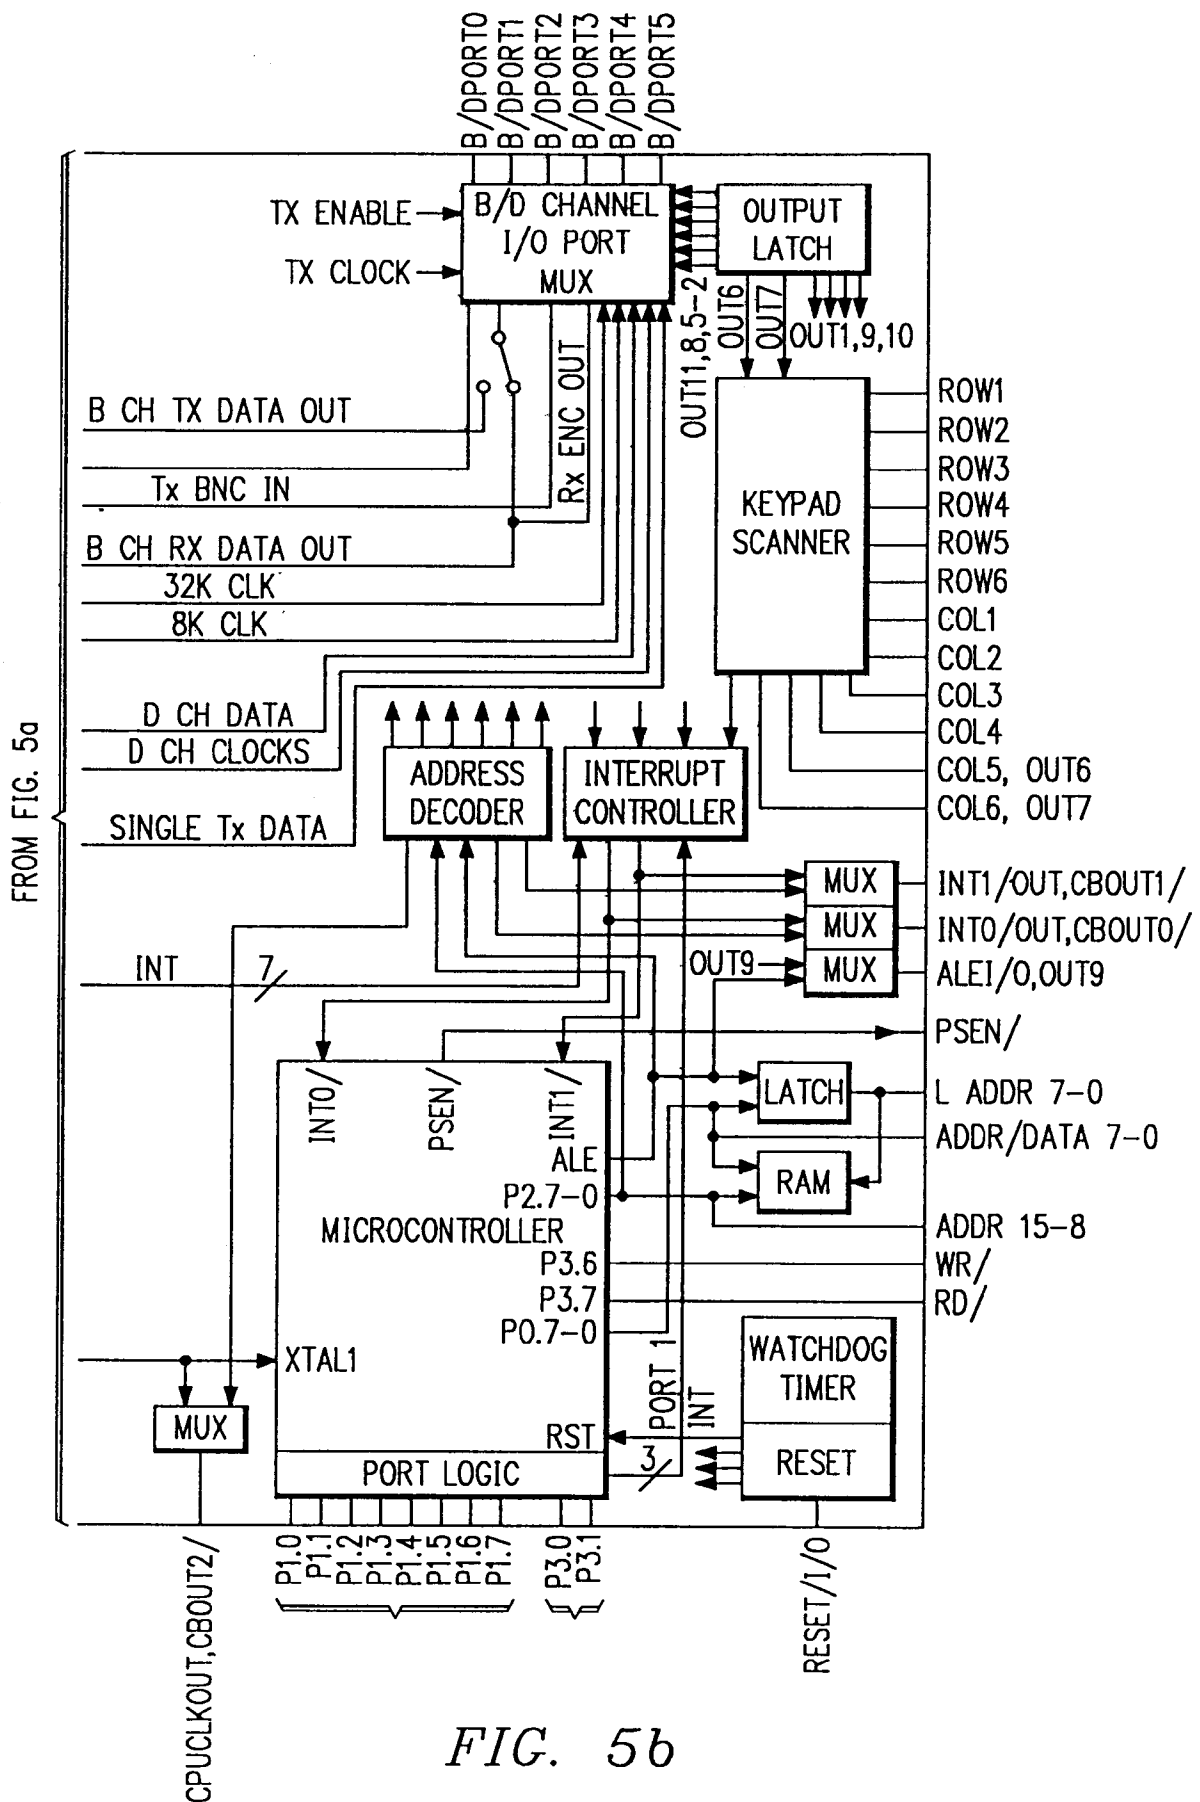 B/DPORT0
B/DPORT1
B/DPORT2
B/DPORT3
B/DPORT4
B/DPORT5
TX ENABLE
TX CLOCK
B/D CHANNEL
I/O PORT
MUX
OUTPUT
LATCH
OUT11,8,5-2
OUT6
OUT7
OUT1,9,10
B CH TX DATA OUT
Tx BNC IN
Rx ENC OUT
B CH RX DATA OUT
32K CLK
8K CLK
D CH DATA
D CH CLOCKS
SINGLE Tx DATA
KEYPAD
SCANNER
ROW1
ROW2
ROW3
ROW4
ROW5
ROW6
COL1
COL2
COL3
COL4
COL5, OUT6
COL6, OUT7
FROM FIG. 5a
ADDRESS
DECODER
INTERRUPT
CONTROLLER
MUX
INT1/OUT,CBOUT1/
MUX
INT0/OUT,CBOUT0/
OUT9
MUX
ALEI/O,OUT9
INT
7
PSEN/
INT0/
PSEN/
INT1/
LATCH
L ADDR 7-0
ADDR/DATA 7-0
ALE
RAM
P2.7-0
MICROCONTROLLER
ADDR 15-8
P3.6
WR/
P3.7
RD/
P0.7-0
XTAL1
PORT 1
INT
WATCHDOG
TIMER
MUX
RST
3
RESET
PORT LOGIC
P1.0
P1.1
P1.2
P1.3
P1.4
P1.5
P1.6
P1.7
P3.0
P3.1
CPUCLKOUT,CBOUT2/
RESET/I/O
FIG. 5b